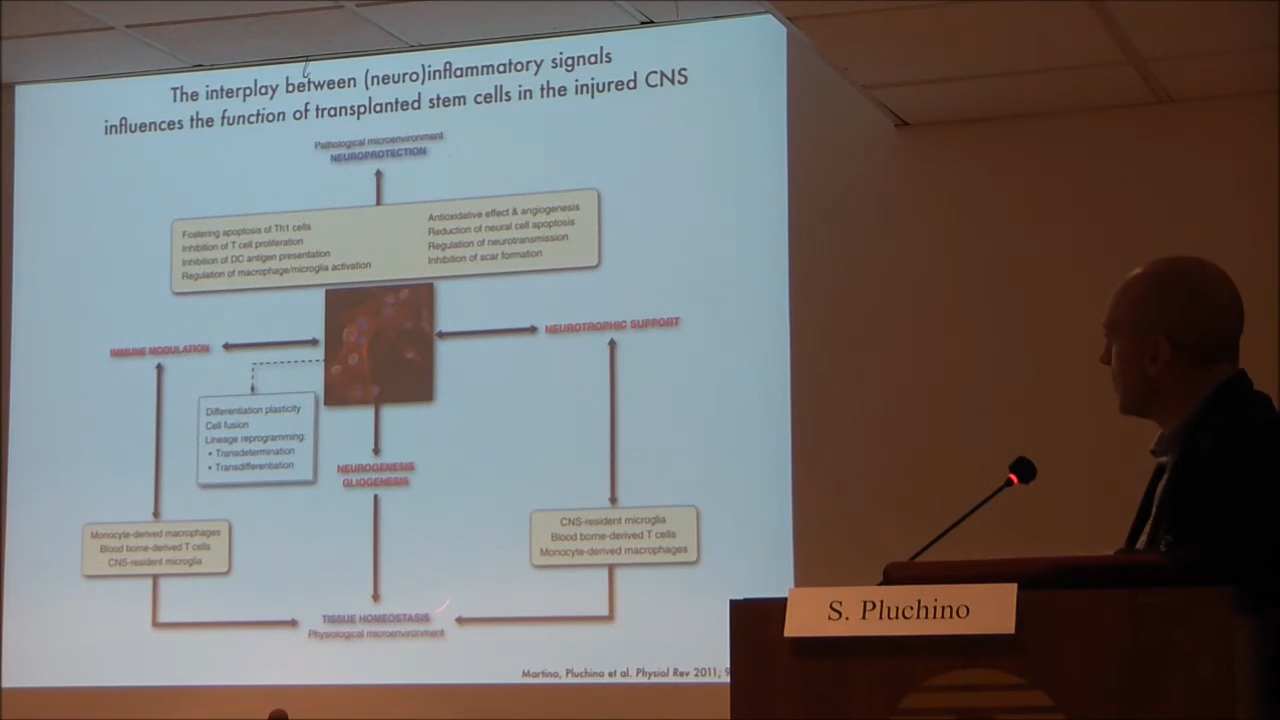 The interplay between (neuro)inflammatory signals
influences the function of transplanted stem cells in the injured CNS
Pathological microenvironment
NEUROPROTECTION
Fostering apoptosis of Th1 cells
Inhibition of T cell proliferation
Inhibition of DC antigen presentation
Regulation of macrophage/microglia activation
Antioxidative effect & angiogenesis
Reduction of neural cell apoptosis
Regulation of neurotransmission
Inhibition of scar formation
IMMUNE MODULATION
NEUROTROPHIC SUPPORT
Differentiation plasticity
Cell fusion
Lineage reprogramming:
• Transdetermination
• Transdifferentiation
NEUROGENESIS
GLIOGENESIS
Monocyte-derived macrophages
Blood borne-derived T cells
CNS-resident microglia
CNS-resident microglia
Blood borne-derived T cells
Monocyte-derived macrophages
TISSUE HOMEOSTASIS
Physiological microenvironment
Martino, Pluchino et al. Physiol Rev 2011; 9
S. Pluchino